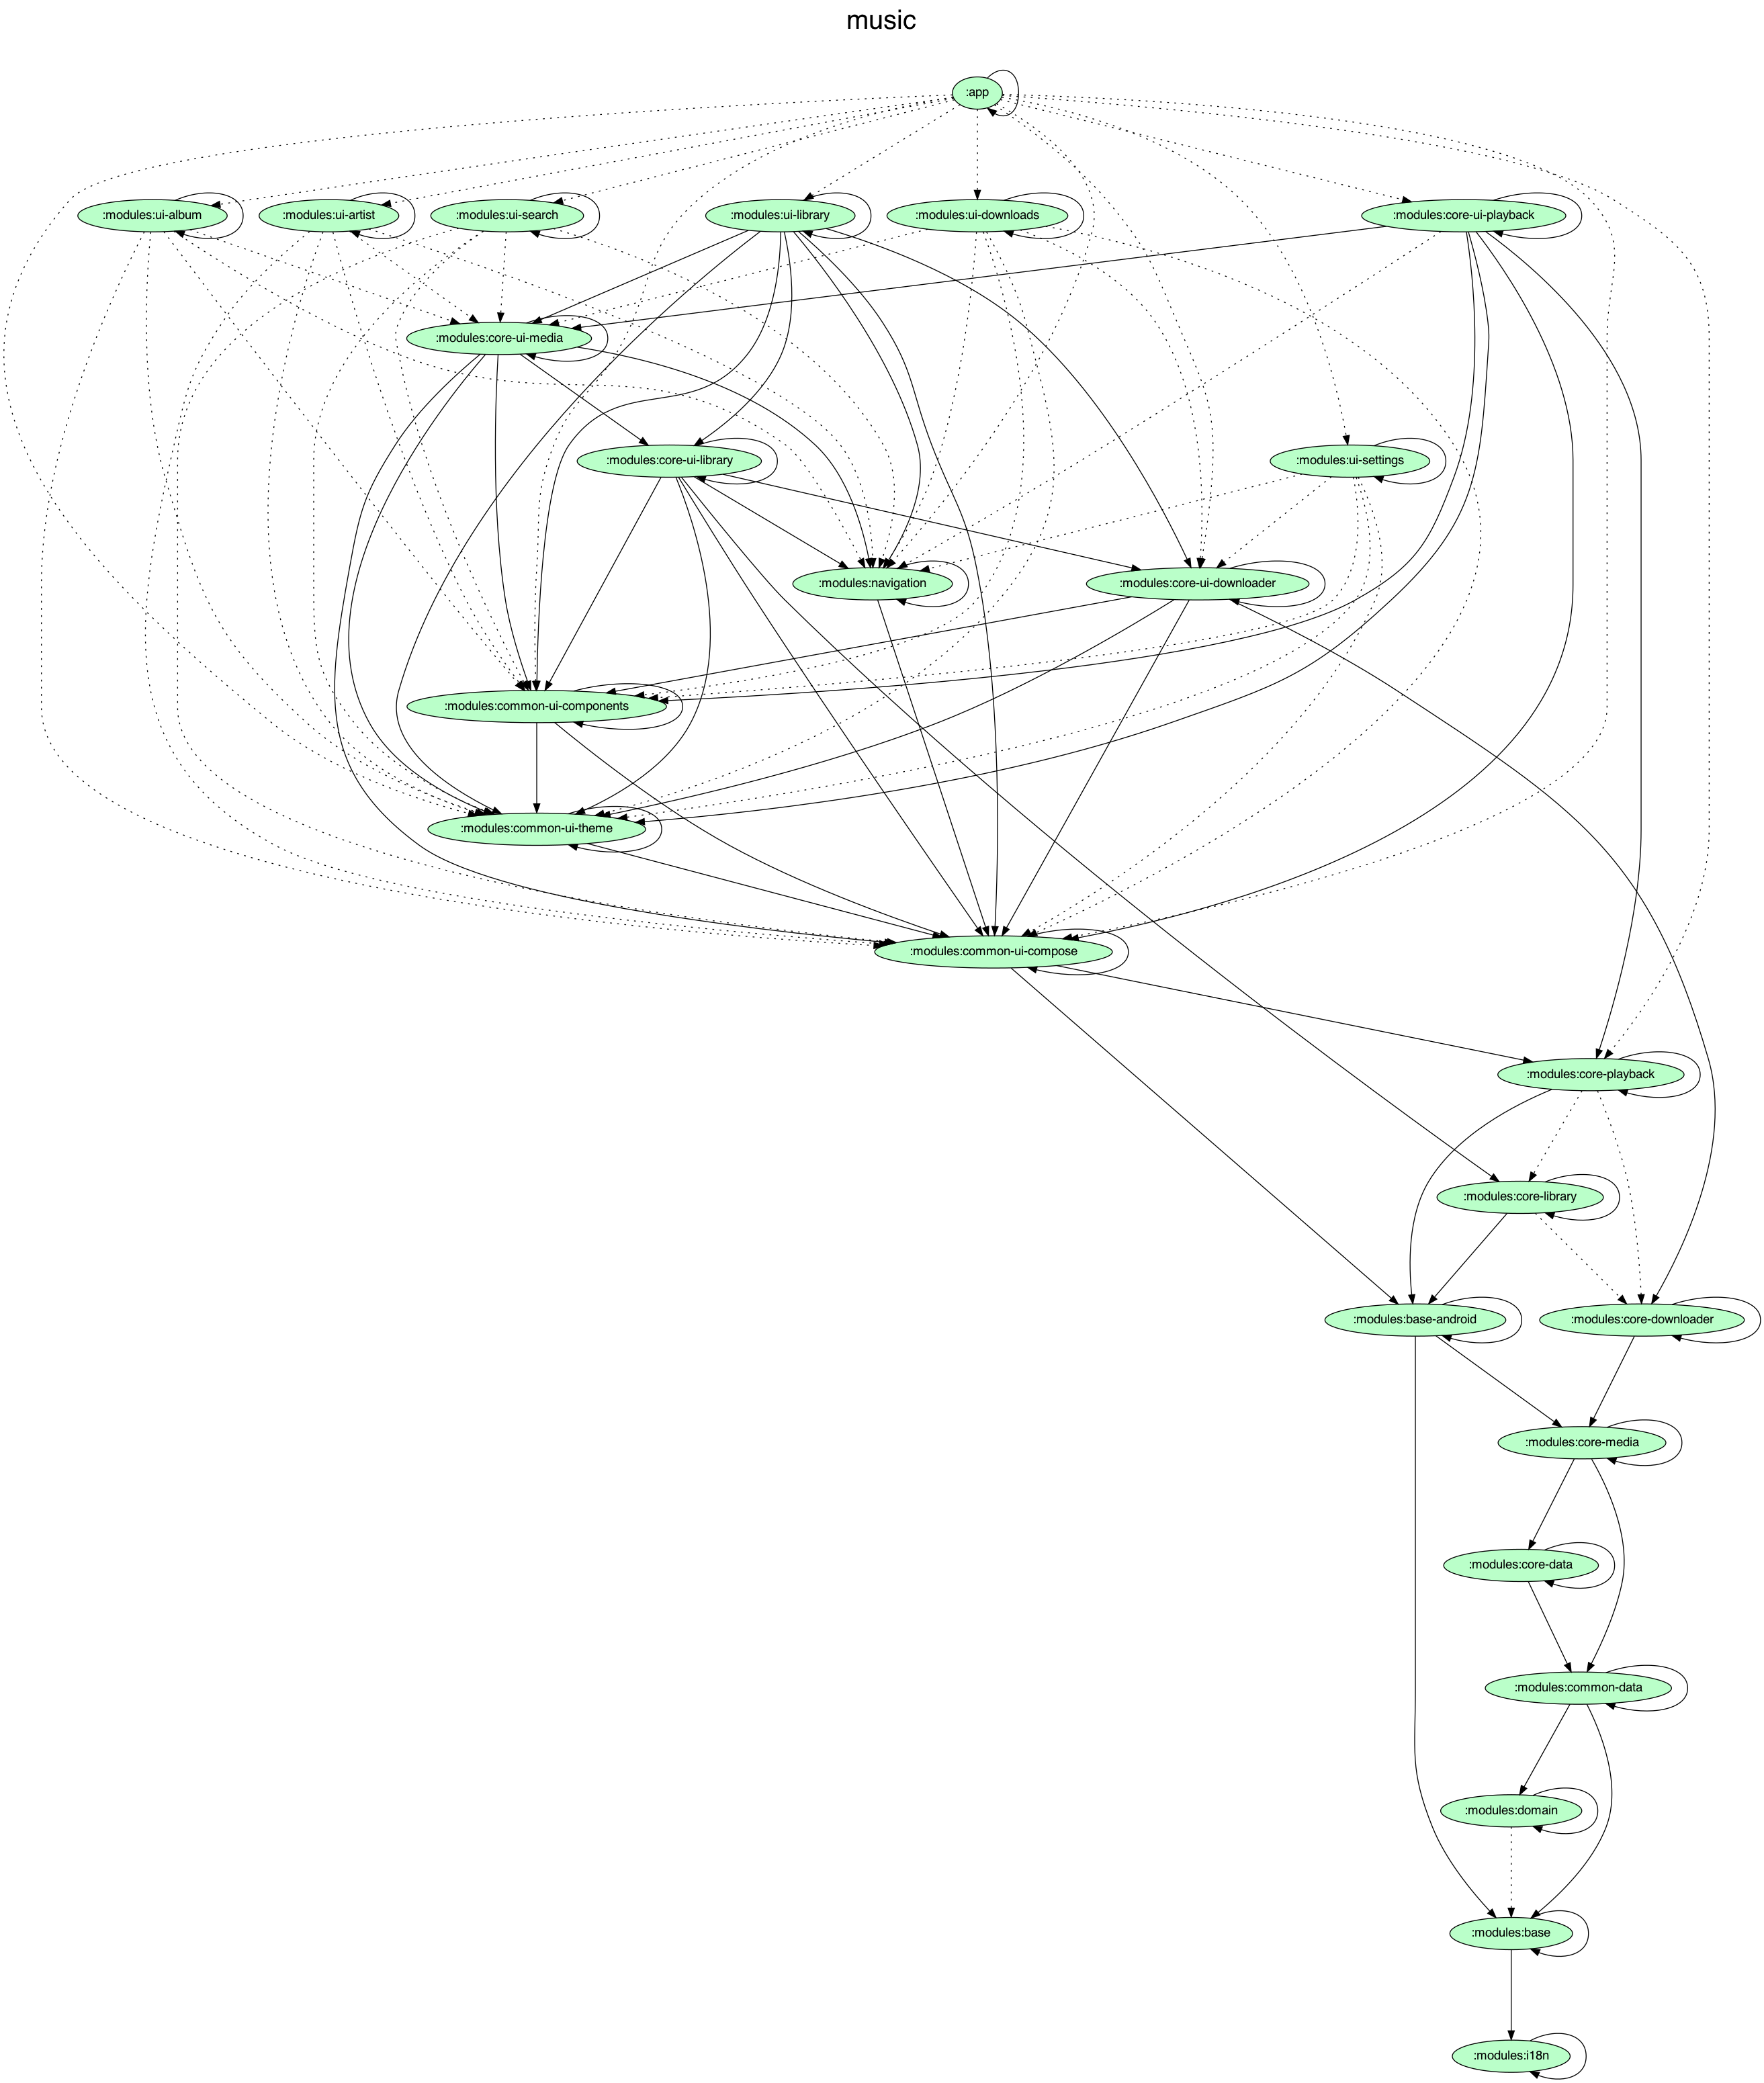 music
:app
:modules:ui-album
:modules:ui-artist
:modules:ui-search
:modules:ui-library
:modules:ui-downloads
:modules:core-ui-playback
:modules:core-ui-media
:modules:core-ui-library
:modules:ui-settings
:modules:navigation
:modules:core-ui-downloader
:modules:common-ui-components
:modules:common-ui-theme
:modules:common-ui-compose
:modules:core-playback
:modules:core-library
:modules:base-android
:modules:core-downloader
:modules:core-media
:modules:core-data
:modules:common-data
:modules:domain
:modules:base
:modules:i18n